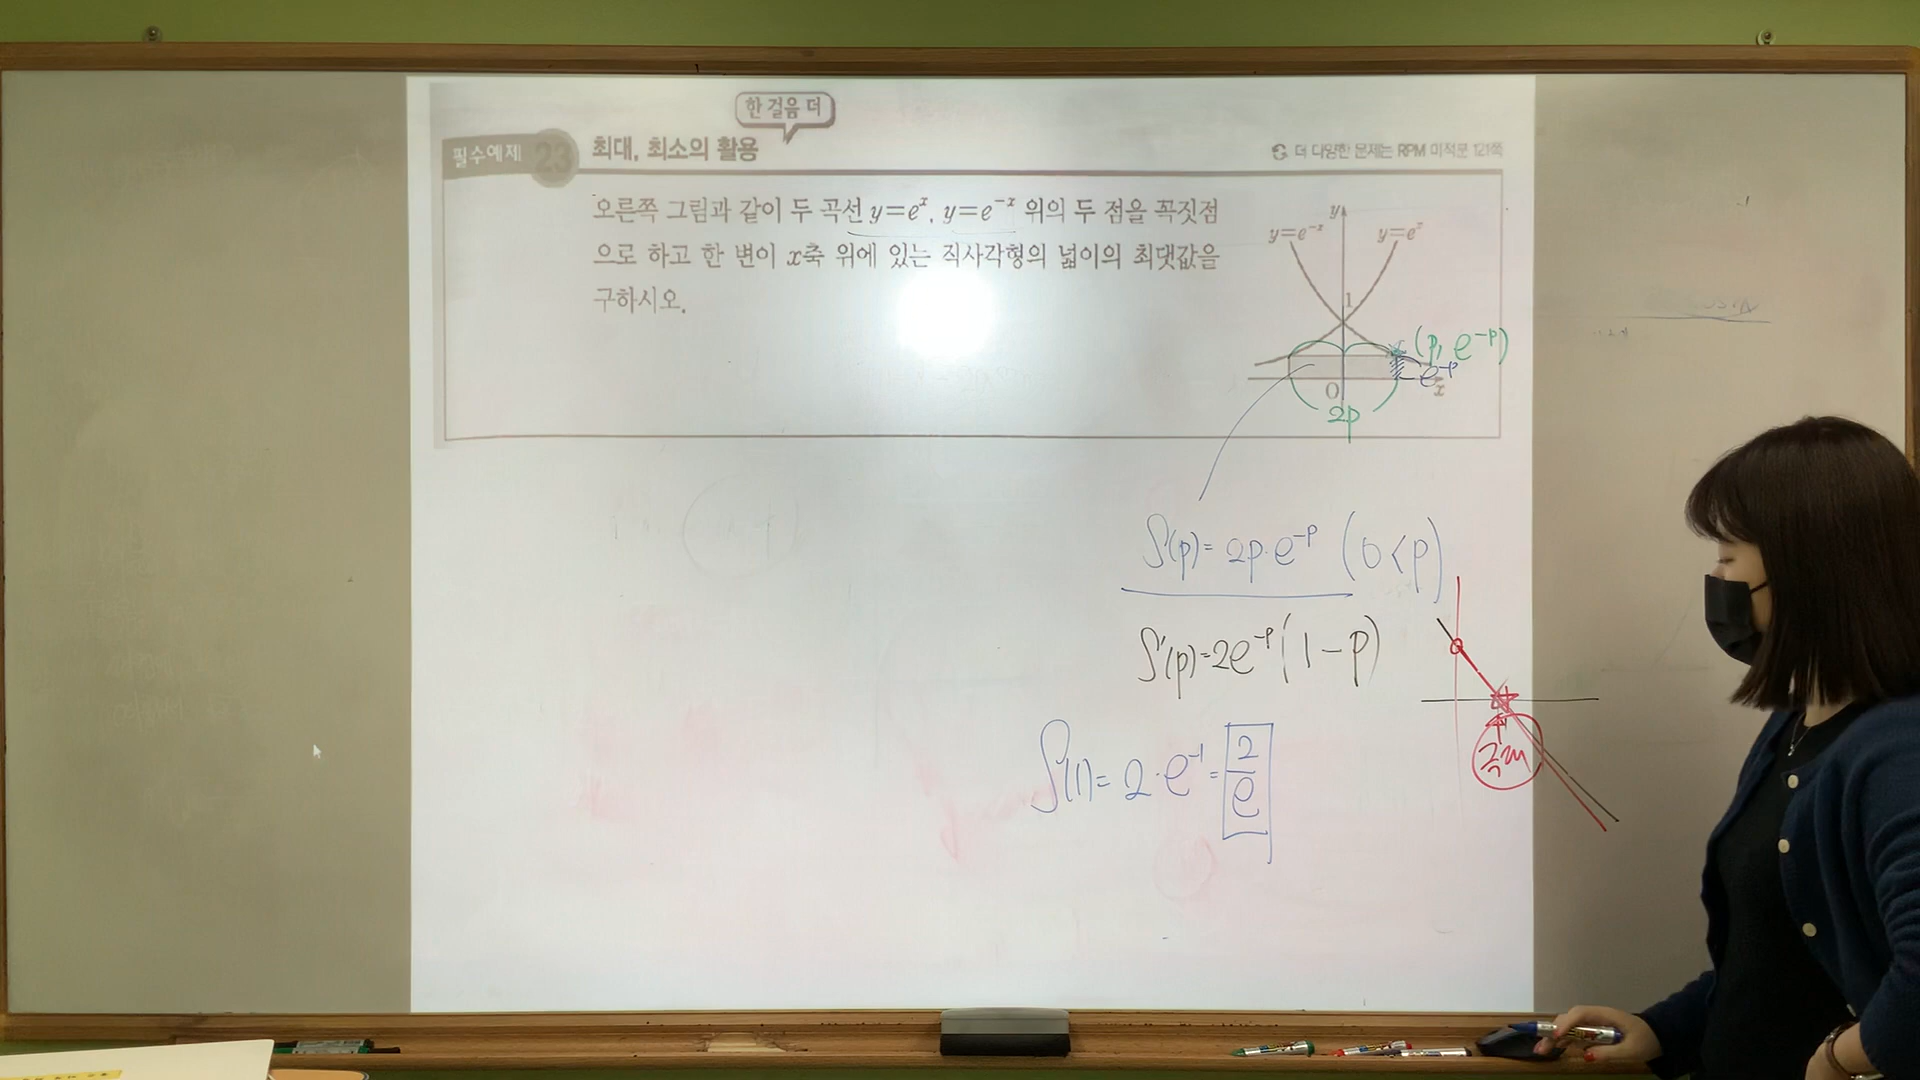 한 걸음 더
필수예제 23 최대, 최소의 활용
더 다양한 문제는 RPM 미적분 121쪽
오른쪽 그림과 같이 두 곡선 y=eˣ, y=e⁻ˣ 위의 두 점을 꼭짓점
으로 하고 한 변이 x축 위에 있는 직사각형의 넓이의 최댓값을
구하시오.
y
y=e⁻ˣ y=eˣ
1
(p, e⁻ᵖ)
e⁻ᵖ
O x
2p
S(p)=2p·e⁻ᵖ (0<p)
S'(p)=2e⁻ᵖ(1-p)
극대
S(1)=2·e⁻¹=2/e